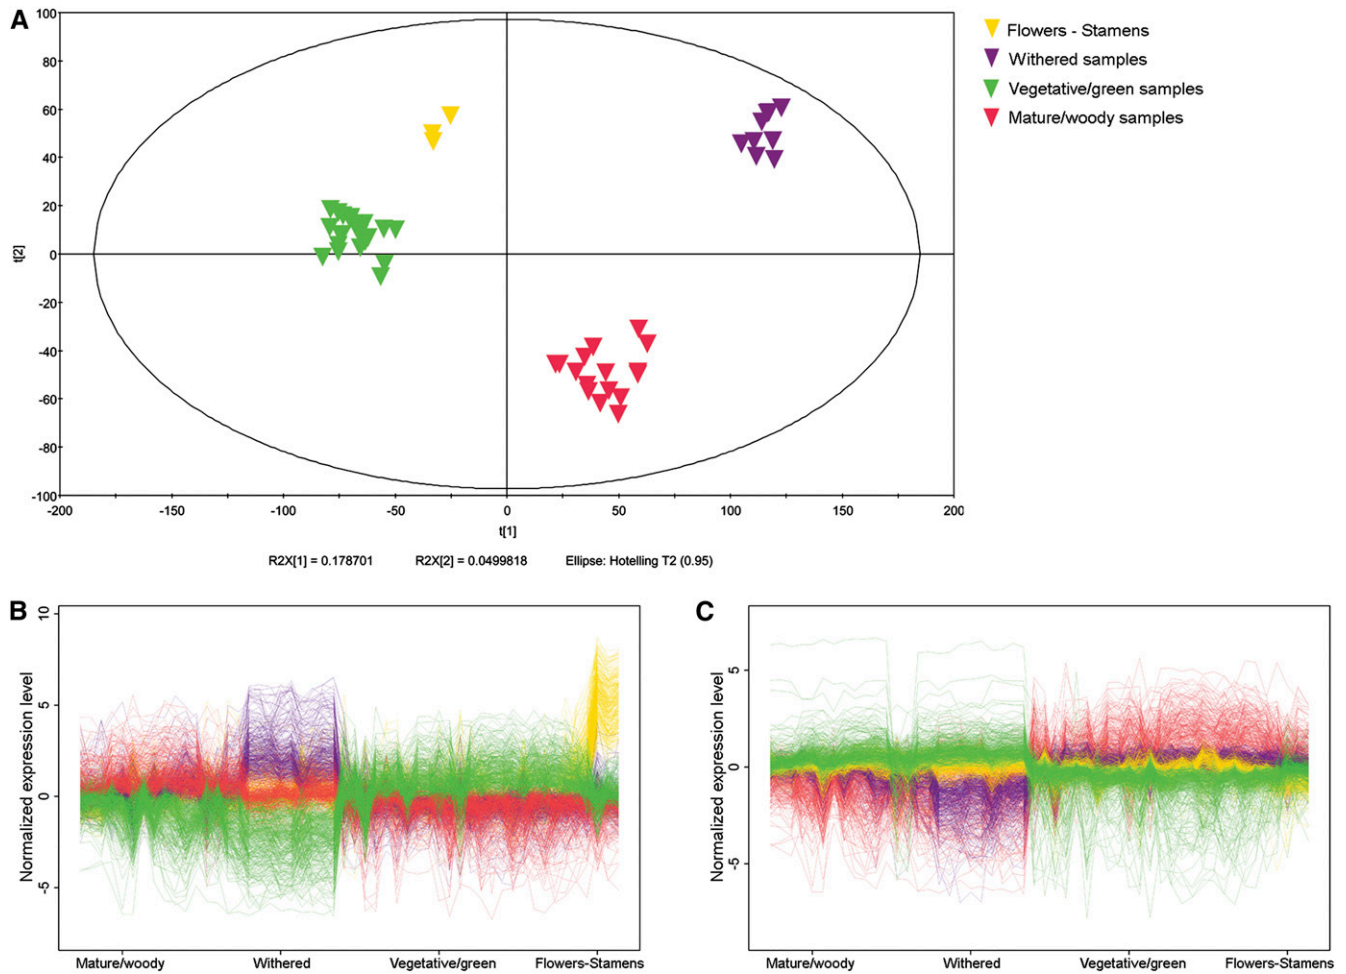 A
100
80
60
40
20
0
-20
-40
-60
-80
-100
t[2]
-200 -150 -100 -50 0 50 100 150 200
t[1]
R2X[1] = 0.178701 R2X[2] = 0.0499818 Ellipse: Hotelling T2 (0.95)
Flowers - Stamens
Withered samples
Vegetative/green samples
Mature/woody samples
B
Normalized expression level
10
5
0
-5
Mature/woody Withered Vegetative/green Flowers-Stamens
C
Normalized expression level
5
0
-5
Mature/woody Withered Vegetative/green Flowers-Stamens